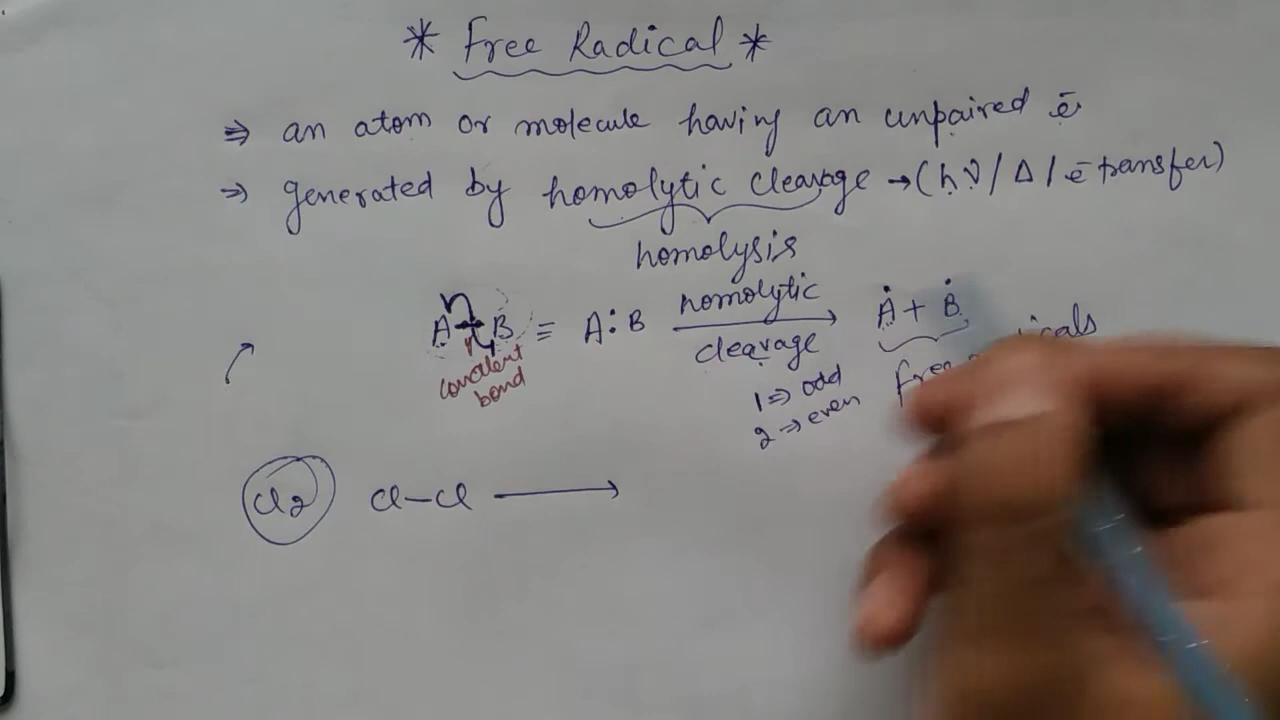 * Free Radical *
⇒ an atom or molecule having an unpaired ē
⇒ generated by homolytic cleavage → (hν/Δ/ē transfer)
homolysis
A+B ≡ A:B homolytic cleavage → Ȧ + Ḃ
covalent
bond
1 ⇒ odd
2 → even
Free
Cl2 Cl-Cl →